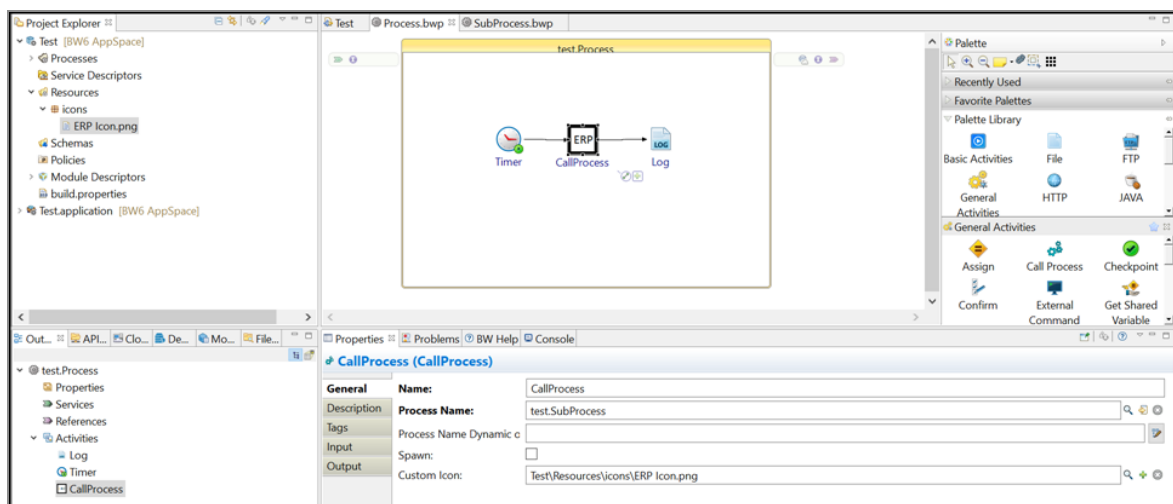 Project Explorer
Test [BW6 AppSpace]
Processes
Service Descriptors
Resources
icons
ERP Icon.png
Schemas
Policies
Module Descriptors
build.properties
Test.application [BW6 AppSpace]
Test
Process.bwp
SubProcess.bwp
test.Process
Timer
ERP
CallProcess
LOG
Log
Palette
Recently Used
Favorite Palettes
Palette Library
Basic Activities
File
FTP
General Activities
HTTP
JAVA
General Activities
Assign
Call Process
Checkpoint
Confirm
External Command
Get Shared Variable
Out...
API...
Clo...
De...
Mo...
File...
test.Process
Properties
Services
References
Activities
Log
Timer
CallProcess
Properties
Problems
BW Help
Console
CallProcess (CallProcess)
General
Description
Tags
Input
Output
Name:
CallProcess
Process Name:
test.SubProcess
Process Name Dynamic c
Spawn:
Custom Icon:
Test\Resources\icons\ERP Icon.png